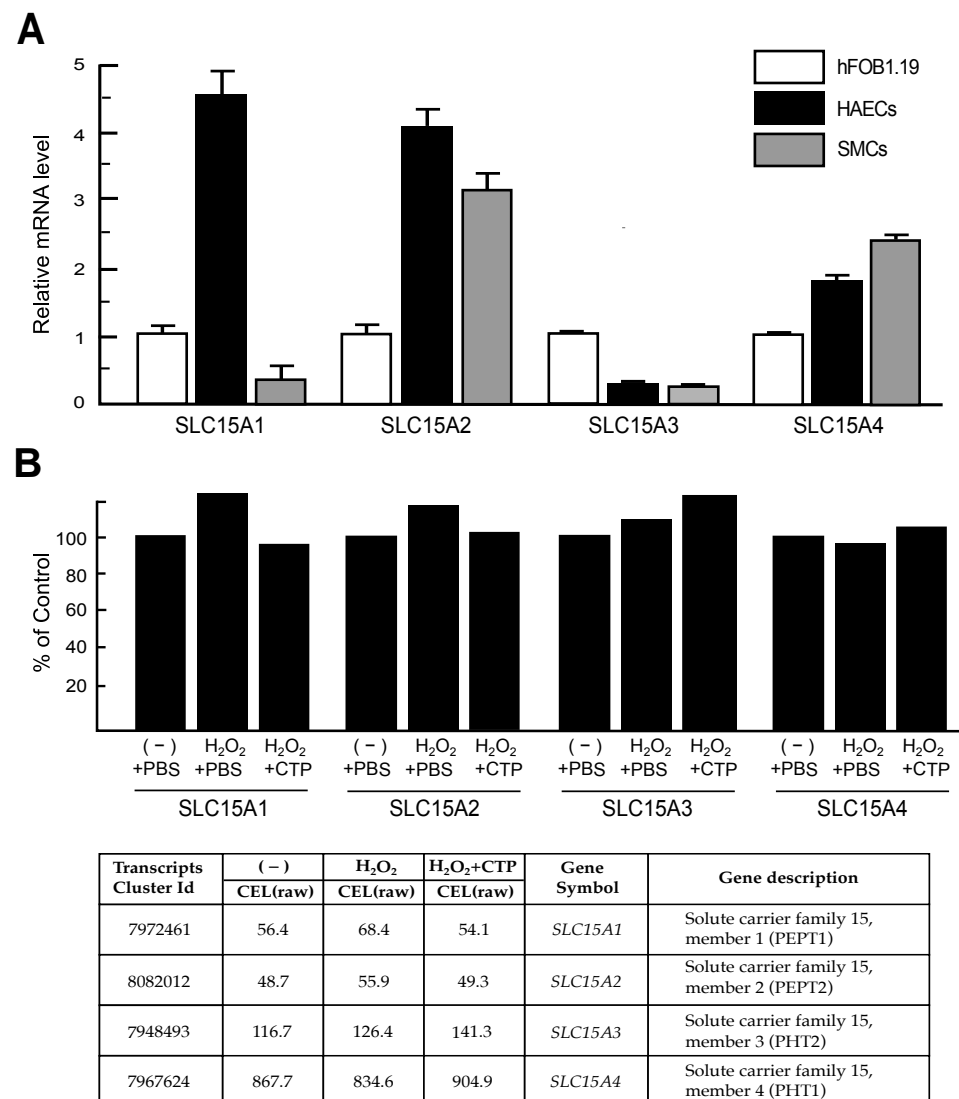 A
5
4
3
2
1
0
Relative mRNA level
hFOB1.19
HAECs
SMCs
SLC15A1 SLC15A2 SLC15A3 SLC15A4
B
100
80
60
40
20
% of Control
( − ) H₂O₂ H₂O₂ ( − ) H₂O₂ H₂O₂ ( − ) H₂O₂ H₂O₂ ( − ) H₂O₂ H₂O₂
+PBS +PBS +CTP +PBS +PBS +CTP +PBS +PBS +CTP +PBS +PBS +CTP
SLC15A1 SLC15A2 SLC15A3 SLC15A4
Transcripts Cluster Id ( − ) H₂O₂ H₂O₂+CTP Gene Symbol Gene description
CEL(raw) CEL(raw) CEL(raw)
7972461 56.4 68.4 54.1 SLC15A1 Solute carrier family 15,
member 1 (PEPT1)
8082012 48.7 55.9 49.3 SLC15A2 Solute carrier family 15,
member 2 (PEPT2)
7948493 116.7 126.4 141.3 SLC15A3 Solute carrier family 15,
member 3 (PHT2)
7967624 867.7 834.6 904.9 SLC15A4 Solute carrier family 15,
member 4 (PHT1)